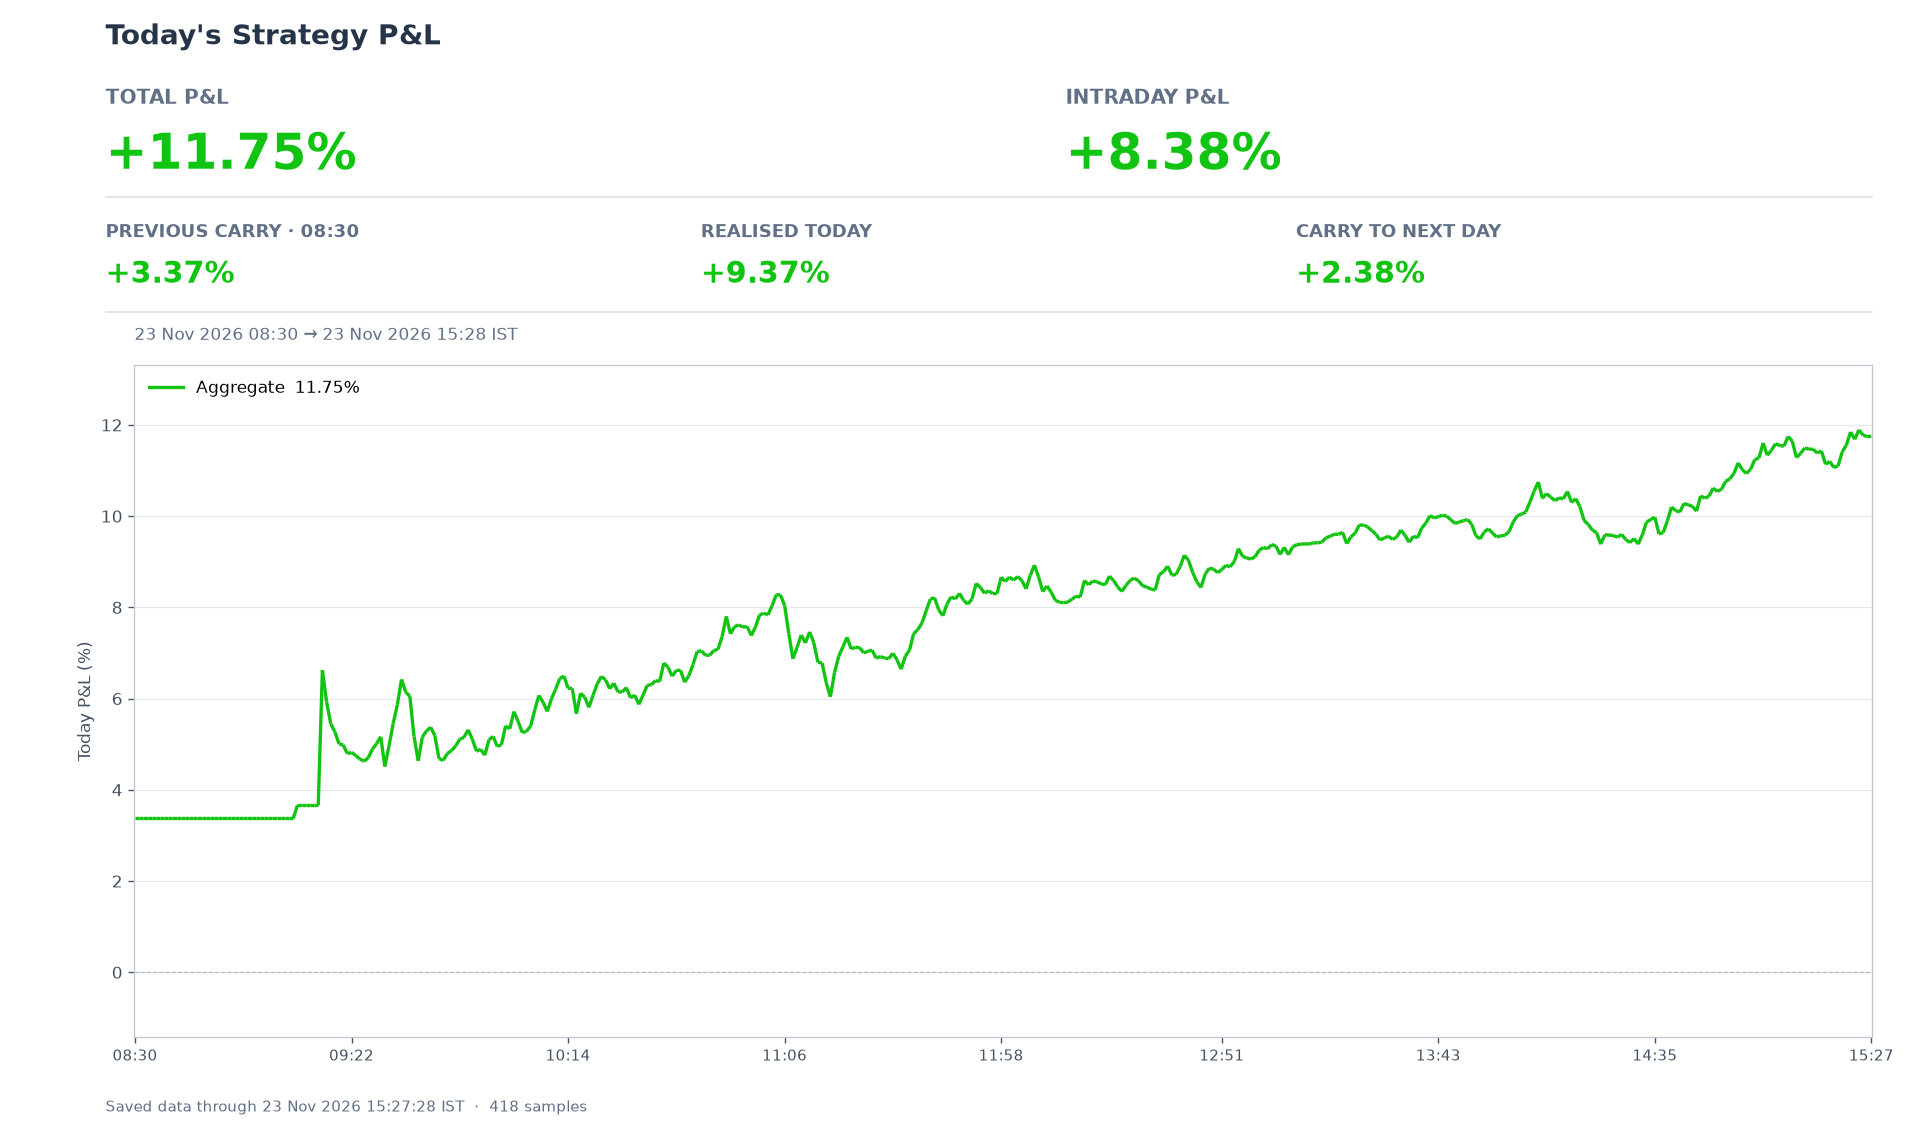 Today's Strategy P&L
TOTAL P&L
INTRADAY P&L
+11.75%
+8.38%
PREVIOUS CARRY · 08:30
REALISED TODAY
CARRY TO NEXT DAY
+3.37%
+9.37%
+2.38%
23 Nov 2026 08:30 → 23 Nov 2026 15:28 IST
Aggregate  11.75%
12
10
8
6
4
2
0
Today P&L (%)
08:30
09:22
10:14
11:06
11:58
12:51
13:43
14:35
15:27
Saved data through 23 Nov 2026 15:27:28 IST  ·  418 samples